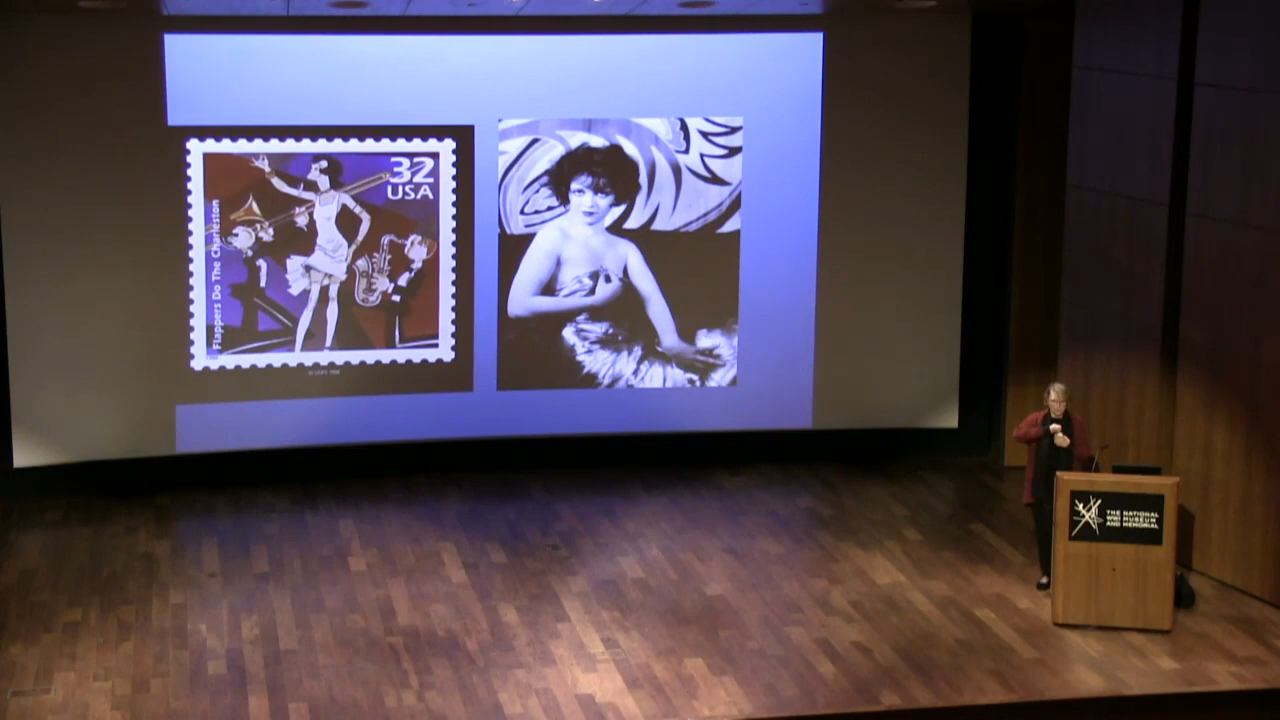 32
USA
Flappers Do The Charleston
THE NATIONAL
WWI MUSEUM
AND MEMORIAL